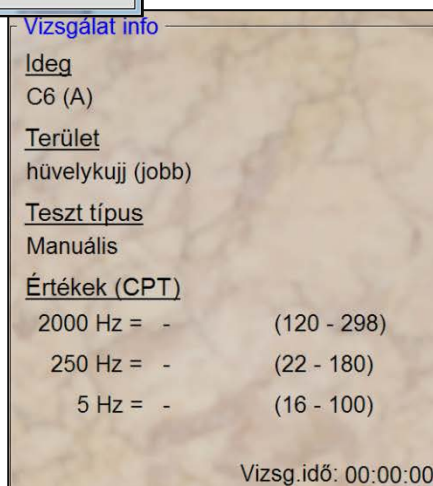 Vizsgálat info
Ideg
C6 (A)
Terület
hüvelykujj (jobb)
Teszt típus
Manuális
Értékek (CPT)
2000 Hz = - (120 - 298)
250 Hz = - (22 - 180)
5 Hz = - (16 - 100)
Vizsg.idő: 00:00:00